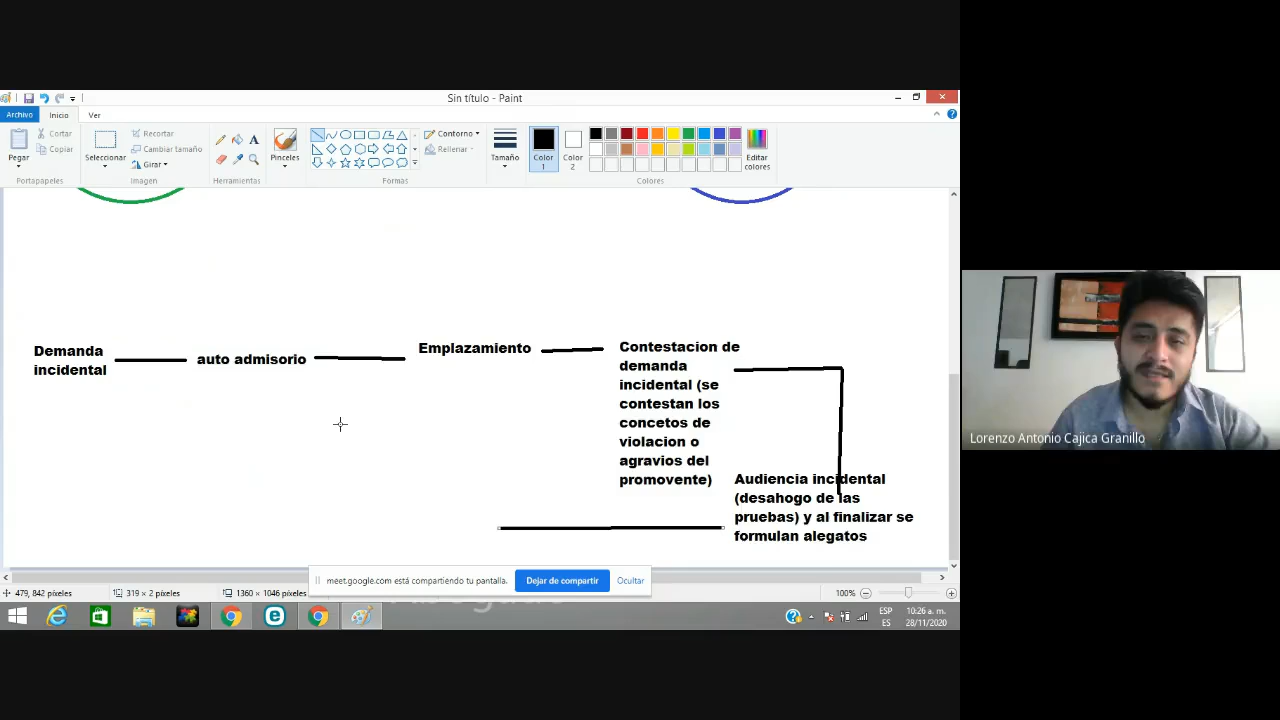 Sin título - Paint
Archivo Inicio Ver
Pegar
Cortar
Copiar
Portapapeles
Seleccionar
Recortar
Cambiar tamaño
Girar
Imagen
Herramientas
Pinceles
Contorno
Rellenar
Formas
Tamaño
Color
1
Color
2
Editar
colores
Colores
Demanda
incidental
auto admisorio
Emplazamiento
Contestacion de
demanda
incidental (se
contestan los
concetos de
violacion o
agravios del
promovente)
Audiencia incidental
(desahogo de las
pruebas) y al finalizar se
formulan alegatos
Lorenzo Antonio Cajica Granillo
meet.google.com está compartiendo tu pantalla.
Dejar de compartir
Ocultar
479, 842 píxeles
319 × 2 píxeles
1360 × 1046 píxeles
100%
ESP
ES
10:26 a. m.
28/11/2020